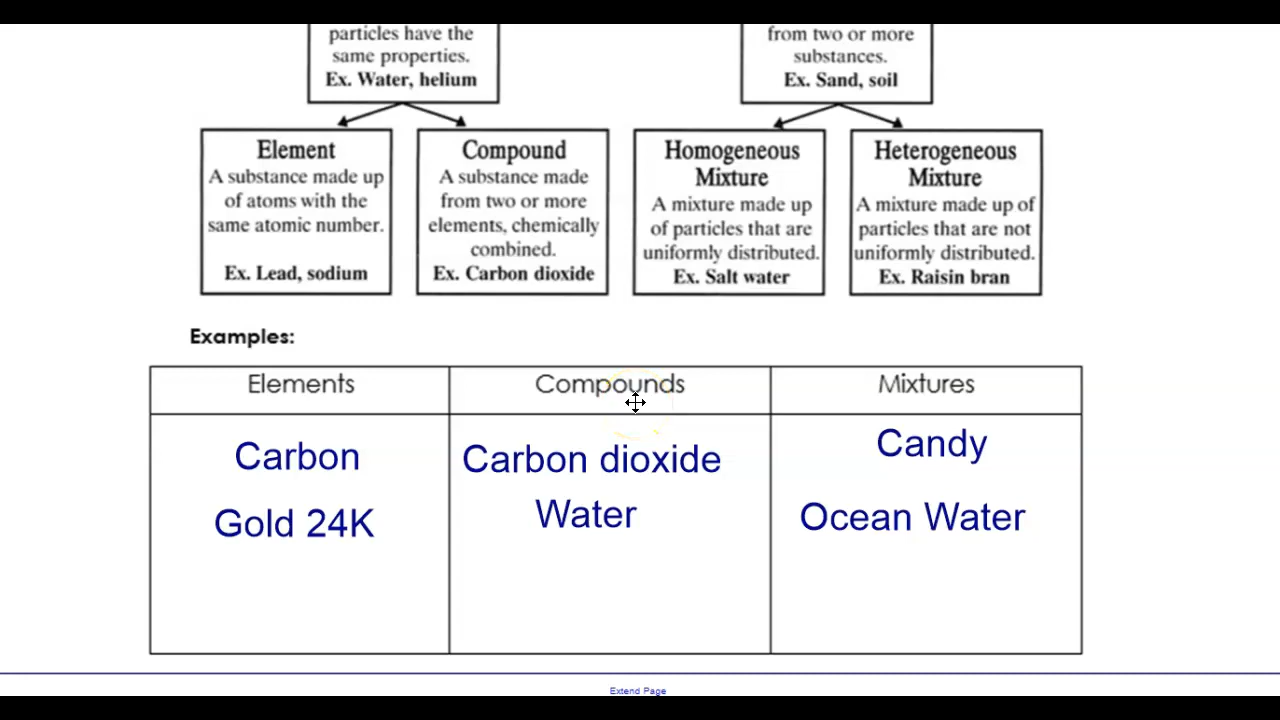 particles have the
same properties.
Ex. Water, helium
from two or more
substances.
Ex. Sand, soil
Element
A substance made up
of atoms with the
same atomic number.
Ex. Lead, sodium
Compound
A substance made
from two or more
elements, chemically
combined.
Ex. Carbon dioxide
Homogeneous
Mixture
A mixture made up
of particles that are
uniformly distributed.
Ex. Salt water
Heterogeneous
Mixture
A mixture made up of
particles that are not
uniformly distributed.
Ex. Raisin bran
Examples:
Elements
Compounds
Mixtures
Carbon
Gold 24K
Carbon dioxide
Water
Candy
Ocean Water
Extend Page